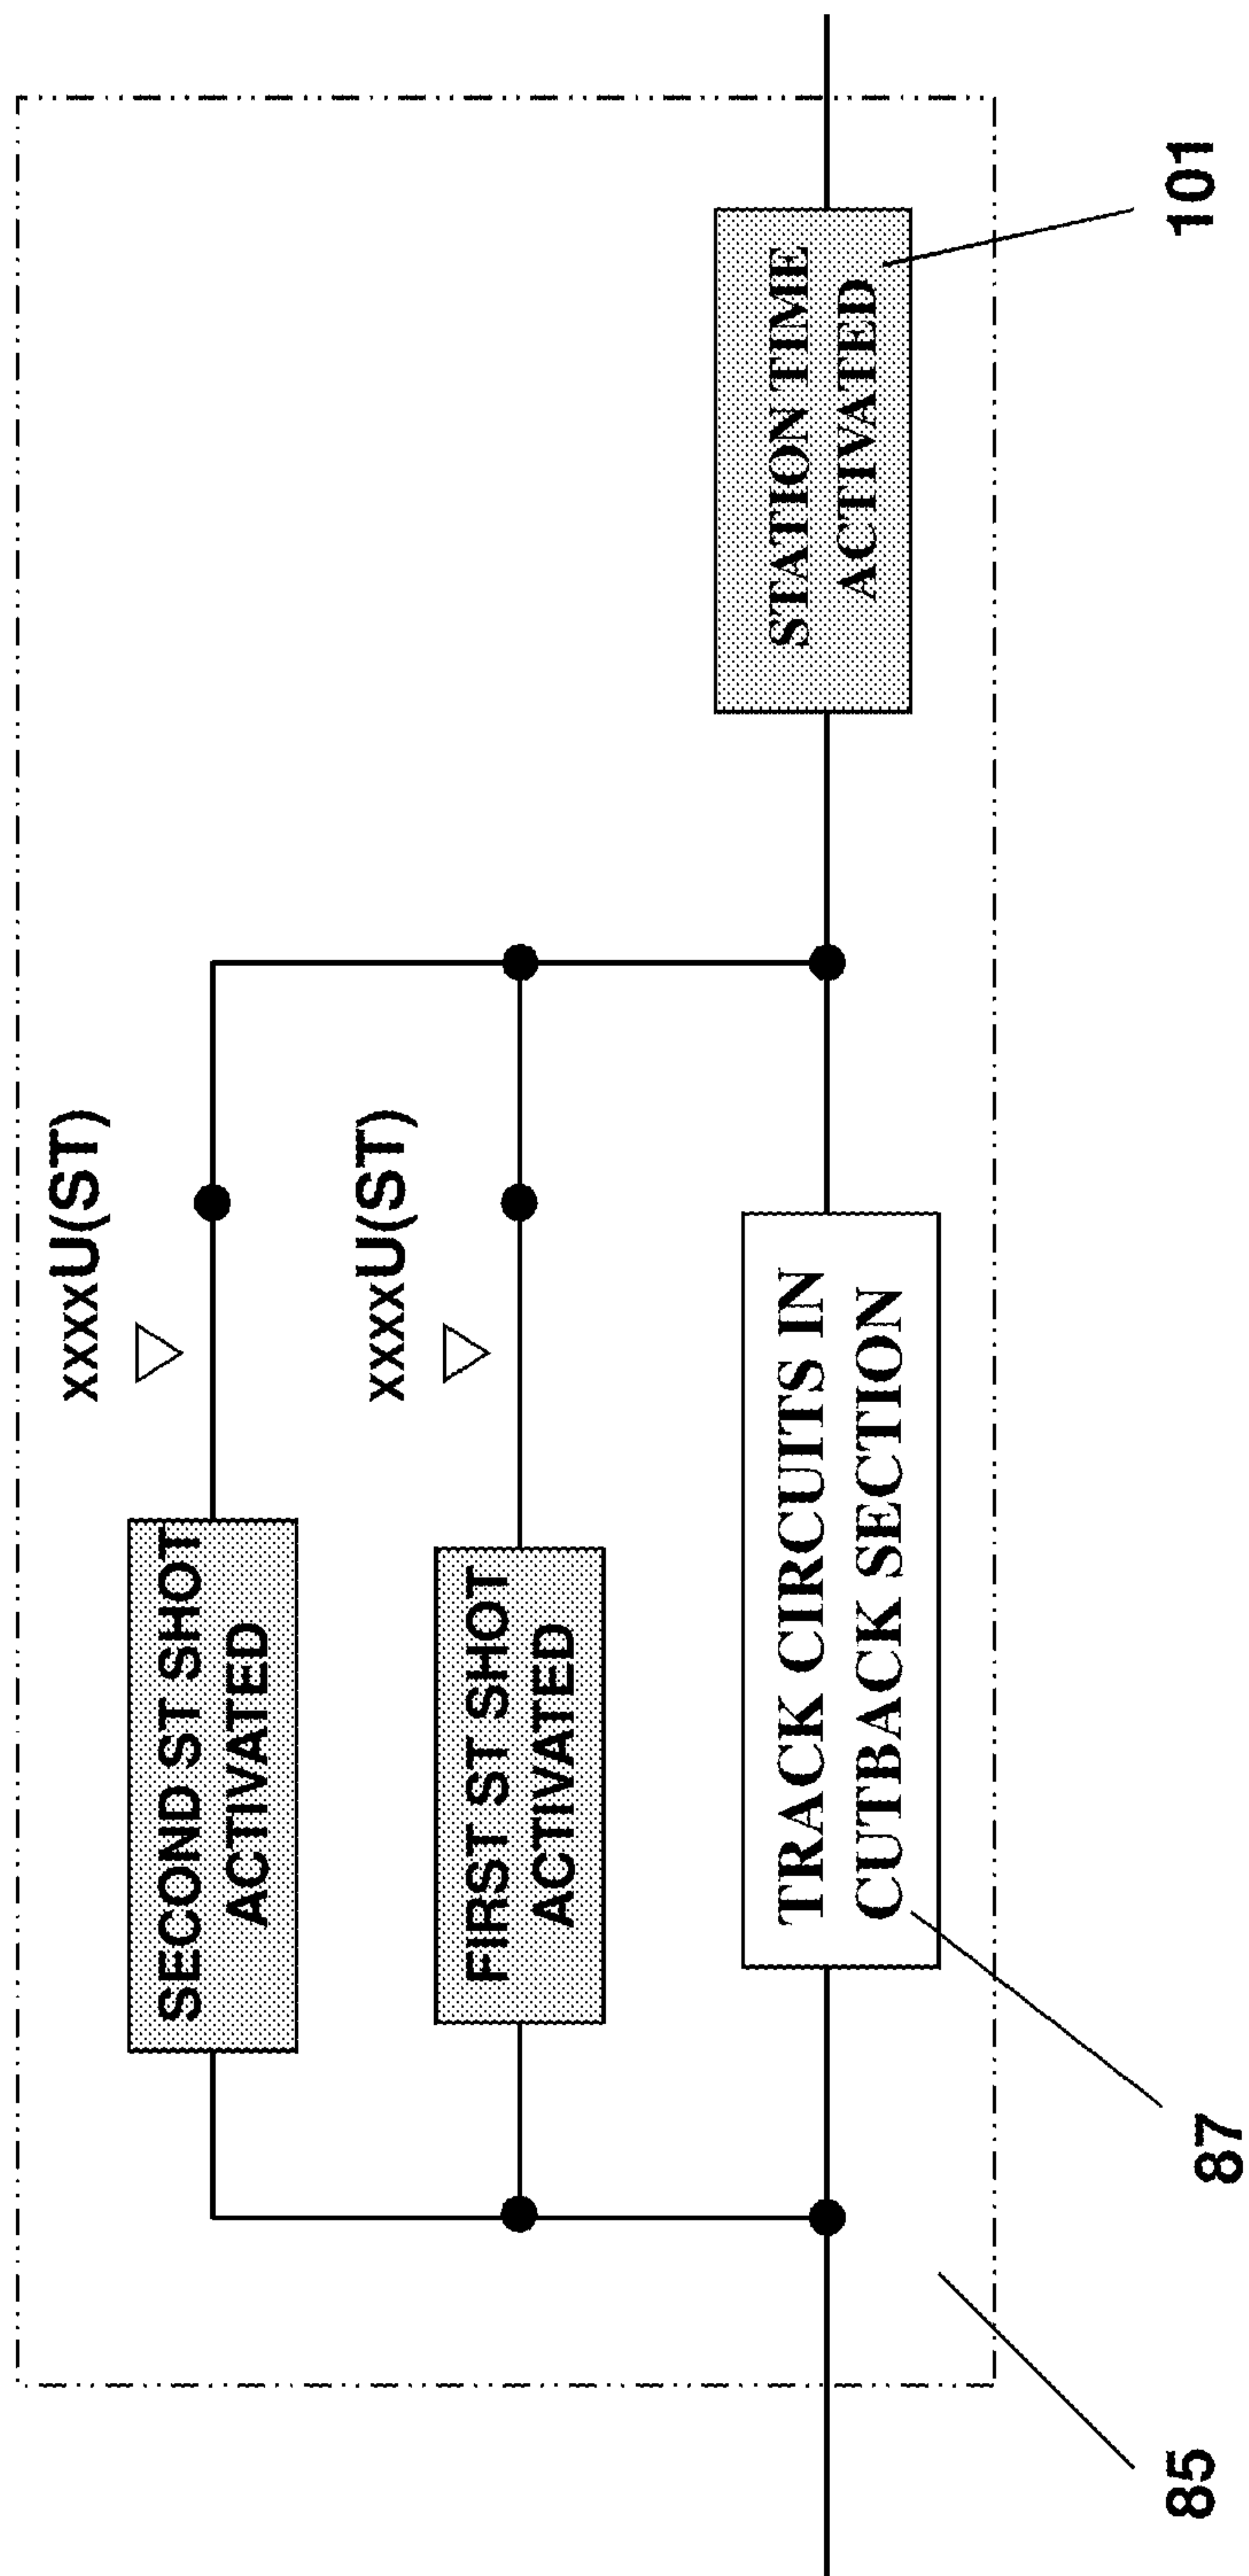 xxxxU(ST)
SECOND ST SHOT
ACTIVATED
xxxxU(ST)
FIRST ST SHOT
ACTIVATED
TRACK CIRCUITS IN
CUTBACK SECTION
STATION TIME
ACTIVATED
85
87
101